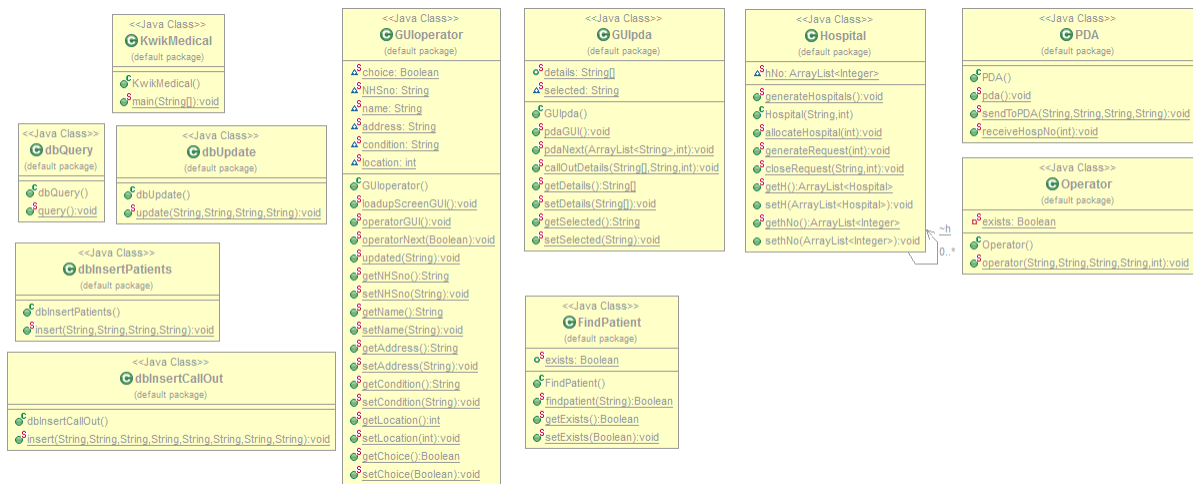 <<Java Class>>
KwikMedical
(default package)
KwikMedical()
main(String[]):void
<<Java Class>>
dbQuery
(default package)
dbQuery()
query():void
<<Java Class>>
dbUpdate
(default package)
dbUpdate()
update(String,String,String,String):void
<<Java Class>>
dbInsertPatients
(default package)
dbInsertPatients()
insert(String,String,String,String):void
<<Java Class>>
dbInsertCallOut
(default package)
dbInsertCallOut()
insert(String,String,String,String,String,String,String):void
<<Java Class>>
GUIoperator
(default package)
choice: Boolean
NHSno: String
name: String
address: String
condition: String
location: int
GUIoperator()
loadupScreenGUI():void
operatorGUI():void
operatorNext(Boolean):void
updated(String):void
getNHSno():String
setNHSno(String):void
getName():String
setName(String):void
getAddress():String
setAddress(String):void
getCondition():String
setCondition(String):void
getLocation():int
setLocation(int):void
getChoice():Boolean
setChoice(Boolean):void
<<Java Class>>
GUIpda
(default package)
details: String[]
selected: String
GUIpda()
pdaGUI():void
pdaNext(ArrayList<String>,int):void
callOutDetails(String[],String,int):void
getDetails():String[]
setDetails(String[]):void
getSelected():String
setSelected(String):void
<<Java Class>>
FindPatient
(default package)
exists: Boolean
FindPatient()
findpatient(String):Boolean
getExists():Boolean
setExists(Boolean):void
<<Java Class>>
Hospital
(default package)
hNo: ArrayList<Integer>
generateHospitals():void
Hospital(String,int)
allocateHospital(int):void
generateRequest(int):void
closeRequest(String,int):void
getH():ArrayList<Hospital>
setH(ArrayList<Hospital>):void
gethNo():ArrayList<Integer>
sethNo(ArrayList<Integer>):void
~h
0..*
<<Java Class>>
PDA
(default package)
PDA()
pda():void
sendToPDA(String,String,String,String):void
receiveHospNo(int):void
<<Java Class>>
Operator
(default package)
exists: Boolean
Operator()
operator(String,String,String,String,int):void